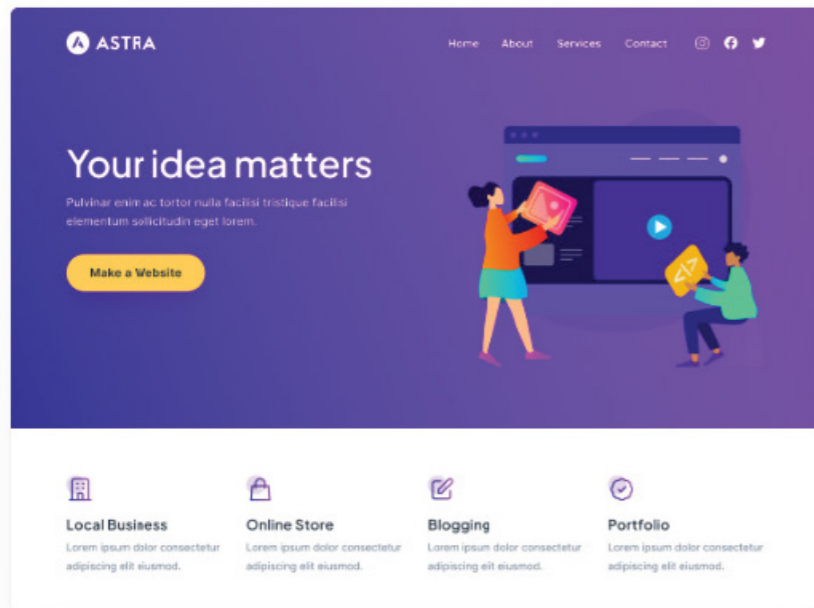 ASTRA
Home About Services Contact
Your idea matters
Pulvinar enim ac tortor nulla facilisi tristique facilisi
elementum sollicitudin eget lorem.
Make a Website
</>
Local Business
Lorem ipsum dolor consectetur
adipiscing elit eiusmod.
Online Store
Lorem ipsum dolor consectetur
adipiscing elit eiusmod.
Blogging
Lorem ipsum dolor consectetur
adipiscing elit eiusmod.
Portfolio
Lorem ipsum dolor consectetur
adipiscing elit eiusmod.